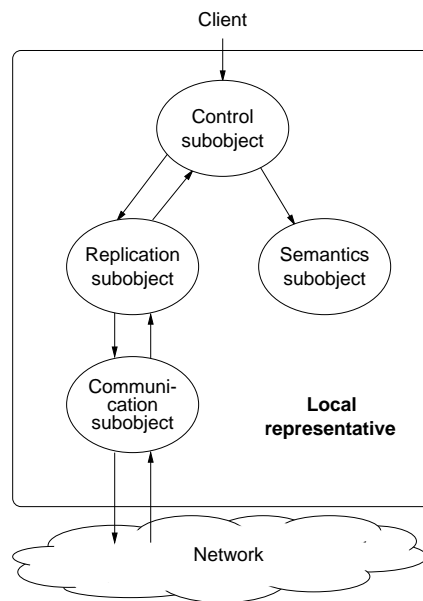 Client
Control
subobject
Replication
subobject
Semantics
subobject
Communi-
cation
subobject
Local
representative
Network